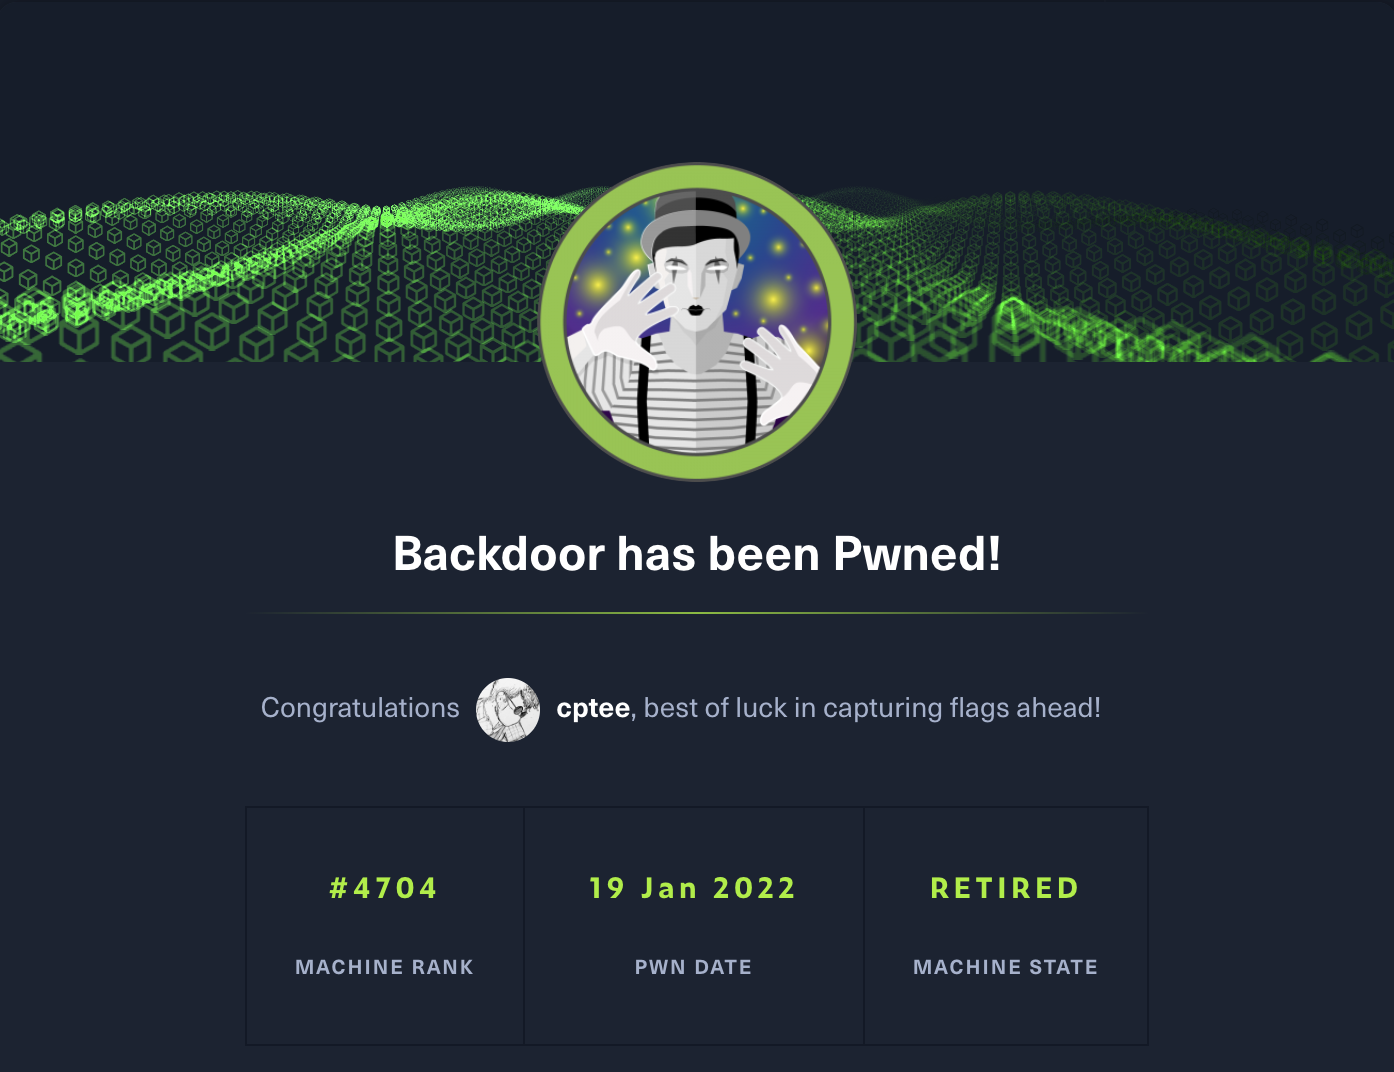 Backdoor has been Pwned!
Congratulations cptee, best of luck in capturing flags ahead!
#4704
MACHINE RANK
19 Jan 2022
PWN DATE
RETIRED
MACHINE STATE